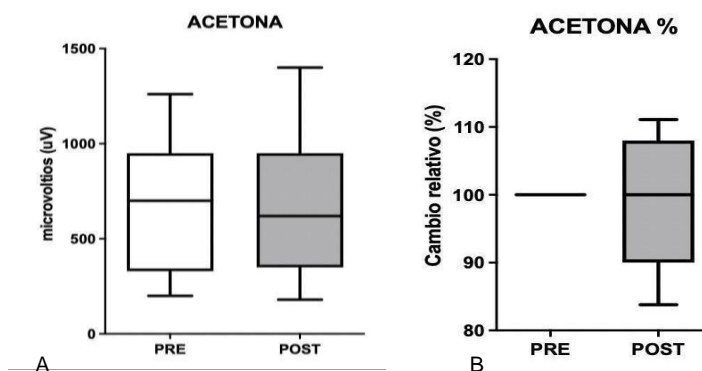 ACETONA
1500
1000
500
0
microvoltios (uV)
PRE
POST
A
ACETONA %
120
110
100
90
80
Cambio relativo (%)
PRE
POST
B